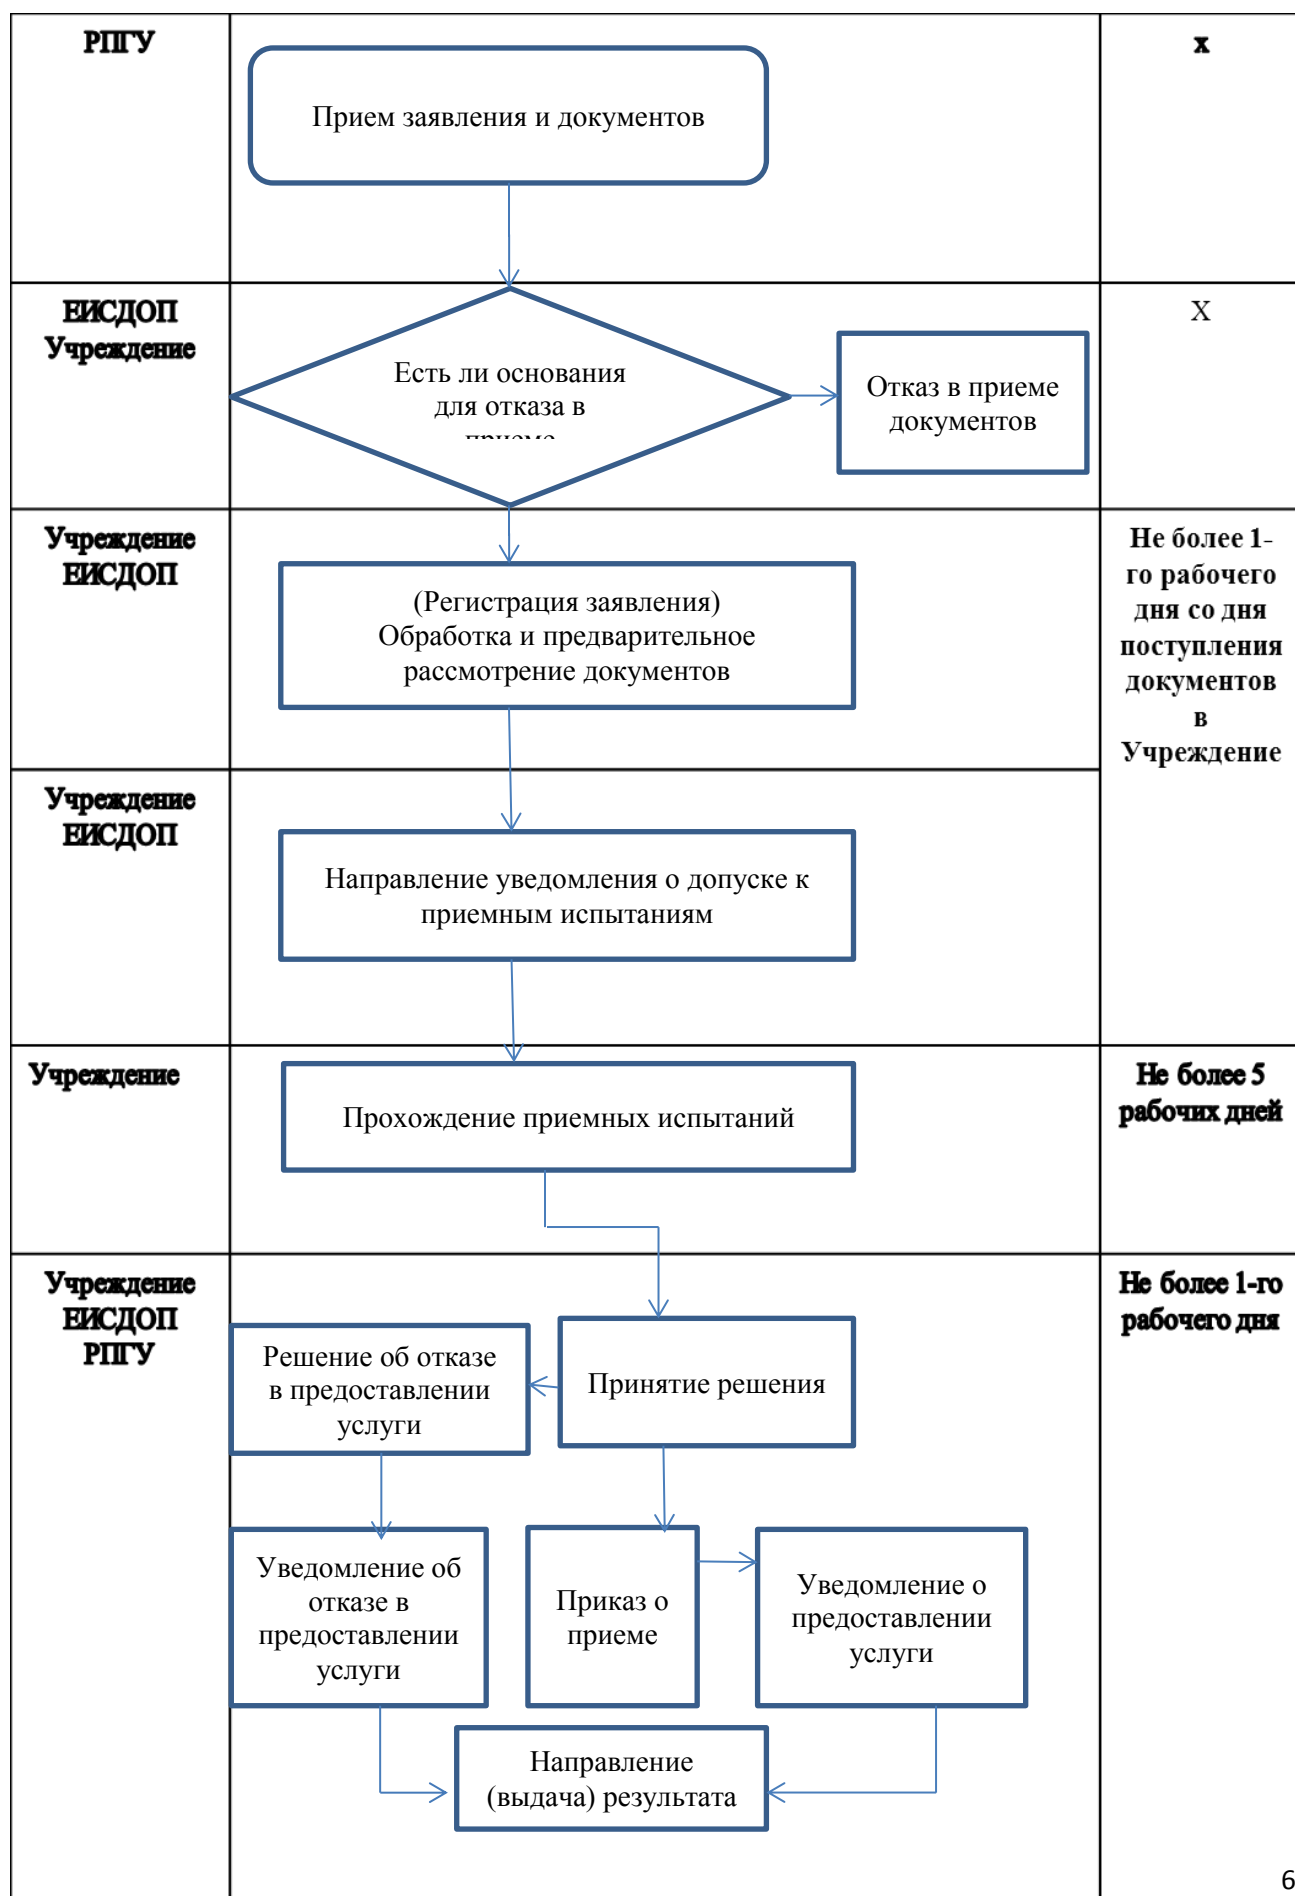 РПГУ
Прием заявления и документов
х
ЕИСДОП
Учреждение
Есть ли основания
для отказа в
приеме
Отказ в приеме
документов
Х
Учреждение
ЕИСДОП
(Регистрация заявления)
Обработка и предварительное
рассмотрение документов
Не более 1-
го рабочего
дня со дня
поступления
документов
в
Учреждение
Учреждение
ЕИСДОП
Направление уведомления о допуске к
приемным испытаниям
Учреждение
Прохождение приемных испытаний
Не более 5
рабочих дней
Учреждение
ЕИСДОП
РПГУ
Не более 1-го
рабочего дня
Решение об отказе
в предоставлении
услуги
Принятие решения
Уведомление об
отказе в
предоставлении
услуги
Приказ о
приеме
Уведомление о
предоставлении
услуги
Направление
(выдача) результата
6